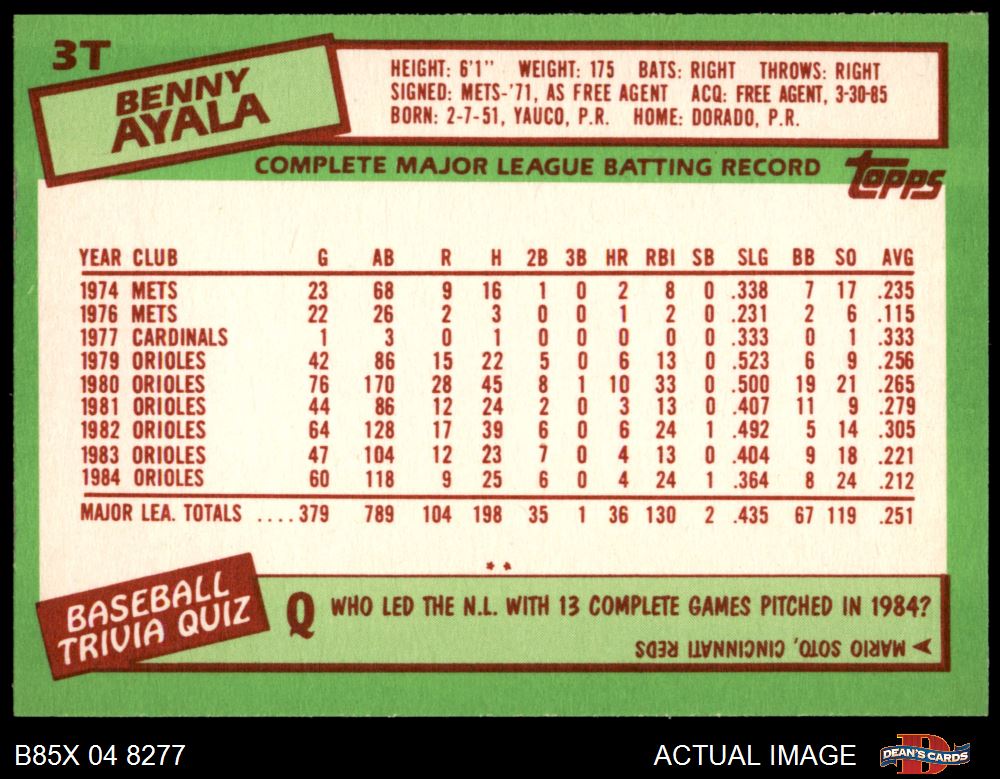 3T
BENNY
AYALA
HEIGHT: 6'1" WEIGHT: 175 BATS: RIGHT THROWS: RIGHT
SIGNED: METS-'71, AS FREE AGENT ACQ: FREE AGENT, 3-30-85
BORN: 2-7-51, YAUCO, P.R. HOME: DORADO, P.R.
COMPLETE MAJOR LEAGUE BATTING RECORD
TOPPS
YEAR CLUB G AB R H 2B 3B HR RBI SB SLG BB SO AVG
1974 METS 23 68 9 16 1 0 2 8 0 .338 7 17 .235
1976 METS 22 26 2 3 0 0 1 2 0 .231 2 6 .115
1977 CARDINALS 1 3 0 1 0 0 0 0 0 .333 0 1 .333
1979 ORIOLES 42 86 15 22 5 0 6 13 0 .523 6 9 .256
1980 ORIOLES 76 170 28 45 8 1 10 33 0 .500 19 21 .265
1981 ORIOLES 44 86 12 24 2 0 3 13 0 .407 11 9 .279
1982 ORIOLES 64 128 17 39 6 0 6 24 1 .492 5 14 .305
1983 ORIOLES 47 104 12 23 7 0 4 13 0 .404 9 18 .221
1984 ORIOLES 60 118 9 25 6 0 4 24 1 .364 8 24 .212
MAJOR LEA. TOTALS ....379 789 104 198 35 1 36 130 2 .435 67 119 .251
**
BASEBALL
TRIVIA QUIZ
Q WHO LED THE N.L. WITH 13 COMPLETE GAMES PITCHED IN 1984?
MARIO SOTO, CINCINNATI REDS
B85X 04 8277 ACTUAL IMAGE DEAN'S CARDS